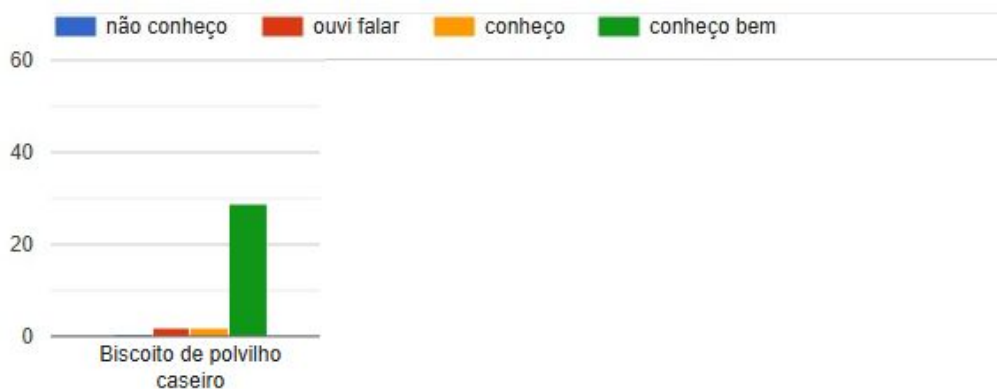 não conheço ouvi falar conheço conheço bem
60
40
20
0
Biscoito de polvilho
caseiro